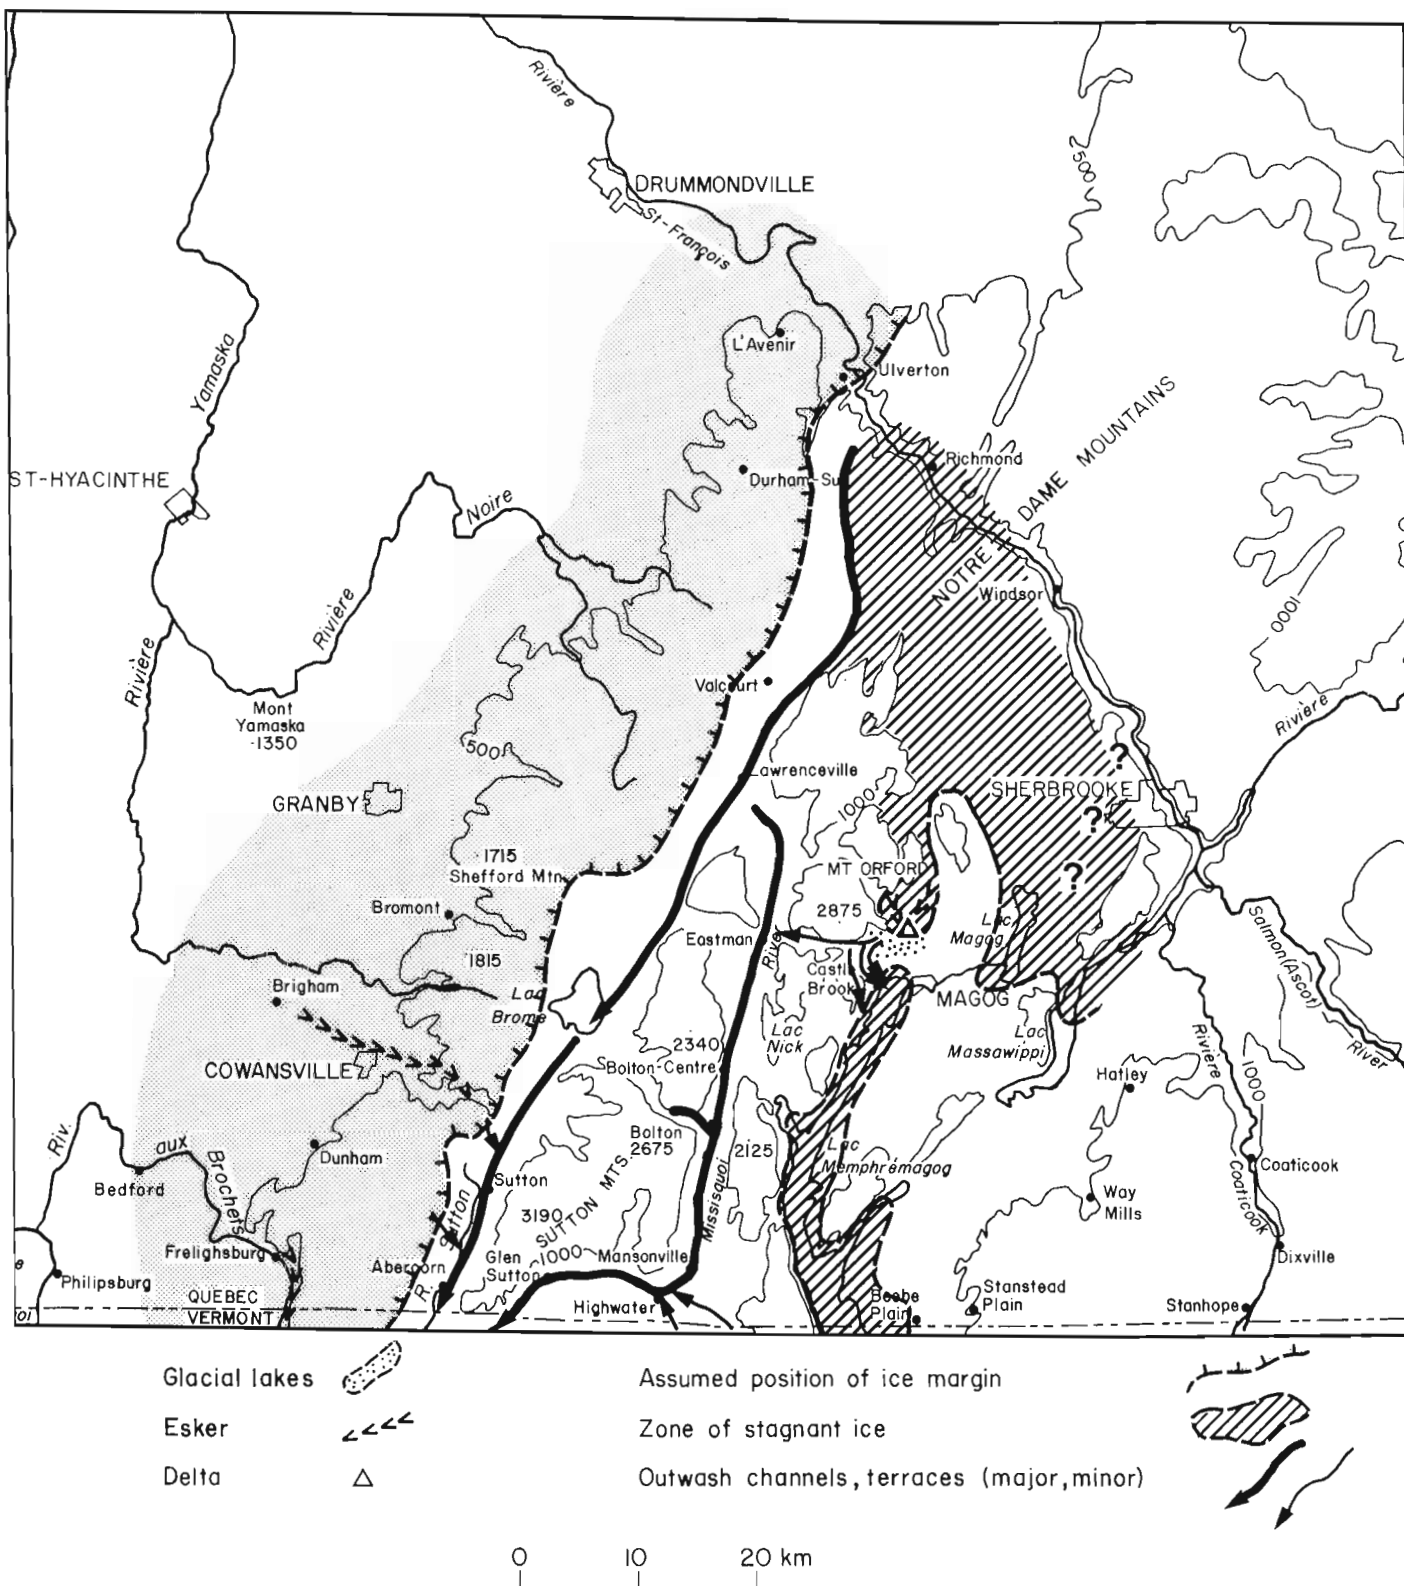 Rivière
DRUMMONDVILLE
St-François
500
L'Avenir
Ulverton
Yamaska
ST-HYACINTHE
Noire
Durham-Su
Richmond
NOTRE DAME MOUNTAINS
Windsor
1000
Rivière
Rivière
Valcourt
Mont
Yamaska
1350
500
Rivière
Lawrenceville
GRANBY
1000
SHERBROOKE
?
?
?
1715
Shefford Mtn.
MT ORFORD
2875
Bromont
1815
Eastman
River
Lac
Magog
Salmon (Ascot)
River
Brigham
Lac
Brome
Castle
Brook
MAGOG
Lac
Nick
Lac
Massawippi
COWANSVILLE
2340
Bolton-Centre
Hatley
Rivière
1000
Riv.
aux
Brochets
Bedford
Dunham
Bolton
2675
2125
Lac
Memphrémagog
Coaticook
Coaticook
Sutton
Sutton
R.
3190
SUTTON MTS.
Missisquoi
Way
Mills
Frelighsburg
Abercorn
Glen
Sutton
1000
Mansonville
Dixville
Philipsburg
QUEBEC
VERMONT
Highwater
Beebe
Plain
Stanstead
Plain
Stanhope
Glacial lakes
Assumed position of ice margin
Esker
Zone of stagnant ice
Delta
Outwash channels, terraces (major, minor)
0 10 20 km